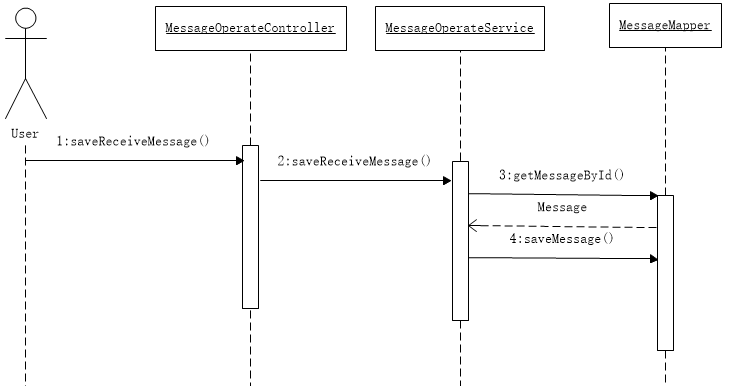 MessageOperateController
MessageOperateService
MessageMapper
User
1:saveReceiveMessage()
2:saveReceiveMessage()
3:getMessageById()
Message
4:saveMessage()